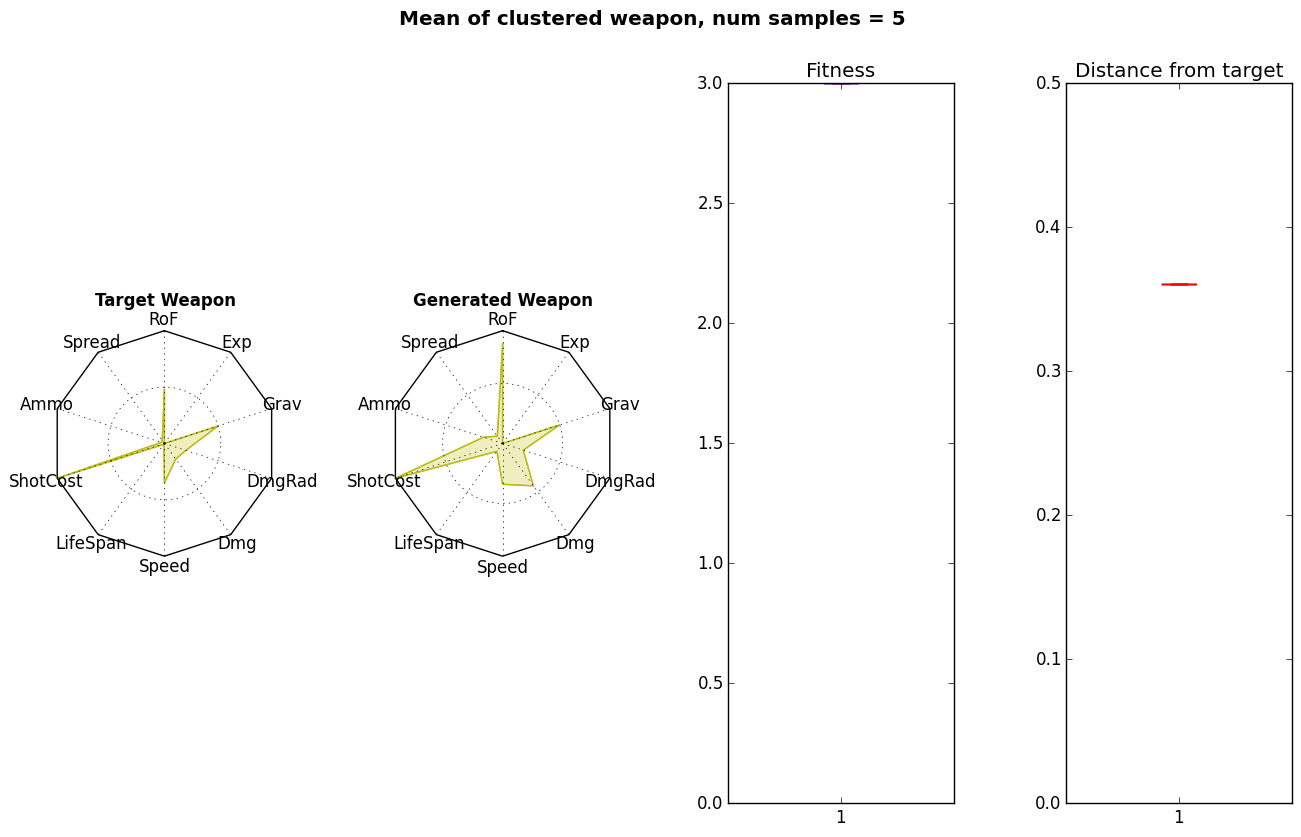 Mean of clustered weapon, num samples = 5
Target Weapon
RoF
Exp
Grav
DmgRad
Dmg
Speed
LifeSpan
ShotCost
Ammo
Spread
Generated Weapon
RoF
Exp
Grav
DmgRad
Dmg
Speed
LifeSpan
ShotCost
Ammo
Spread
Fitness
3.0
2.5
2.0
1.5
1.0
0.5
0.0
1
Distance from target
0.5
0.4
0.3
0.2
0.1
0.0
1